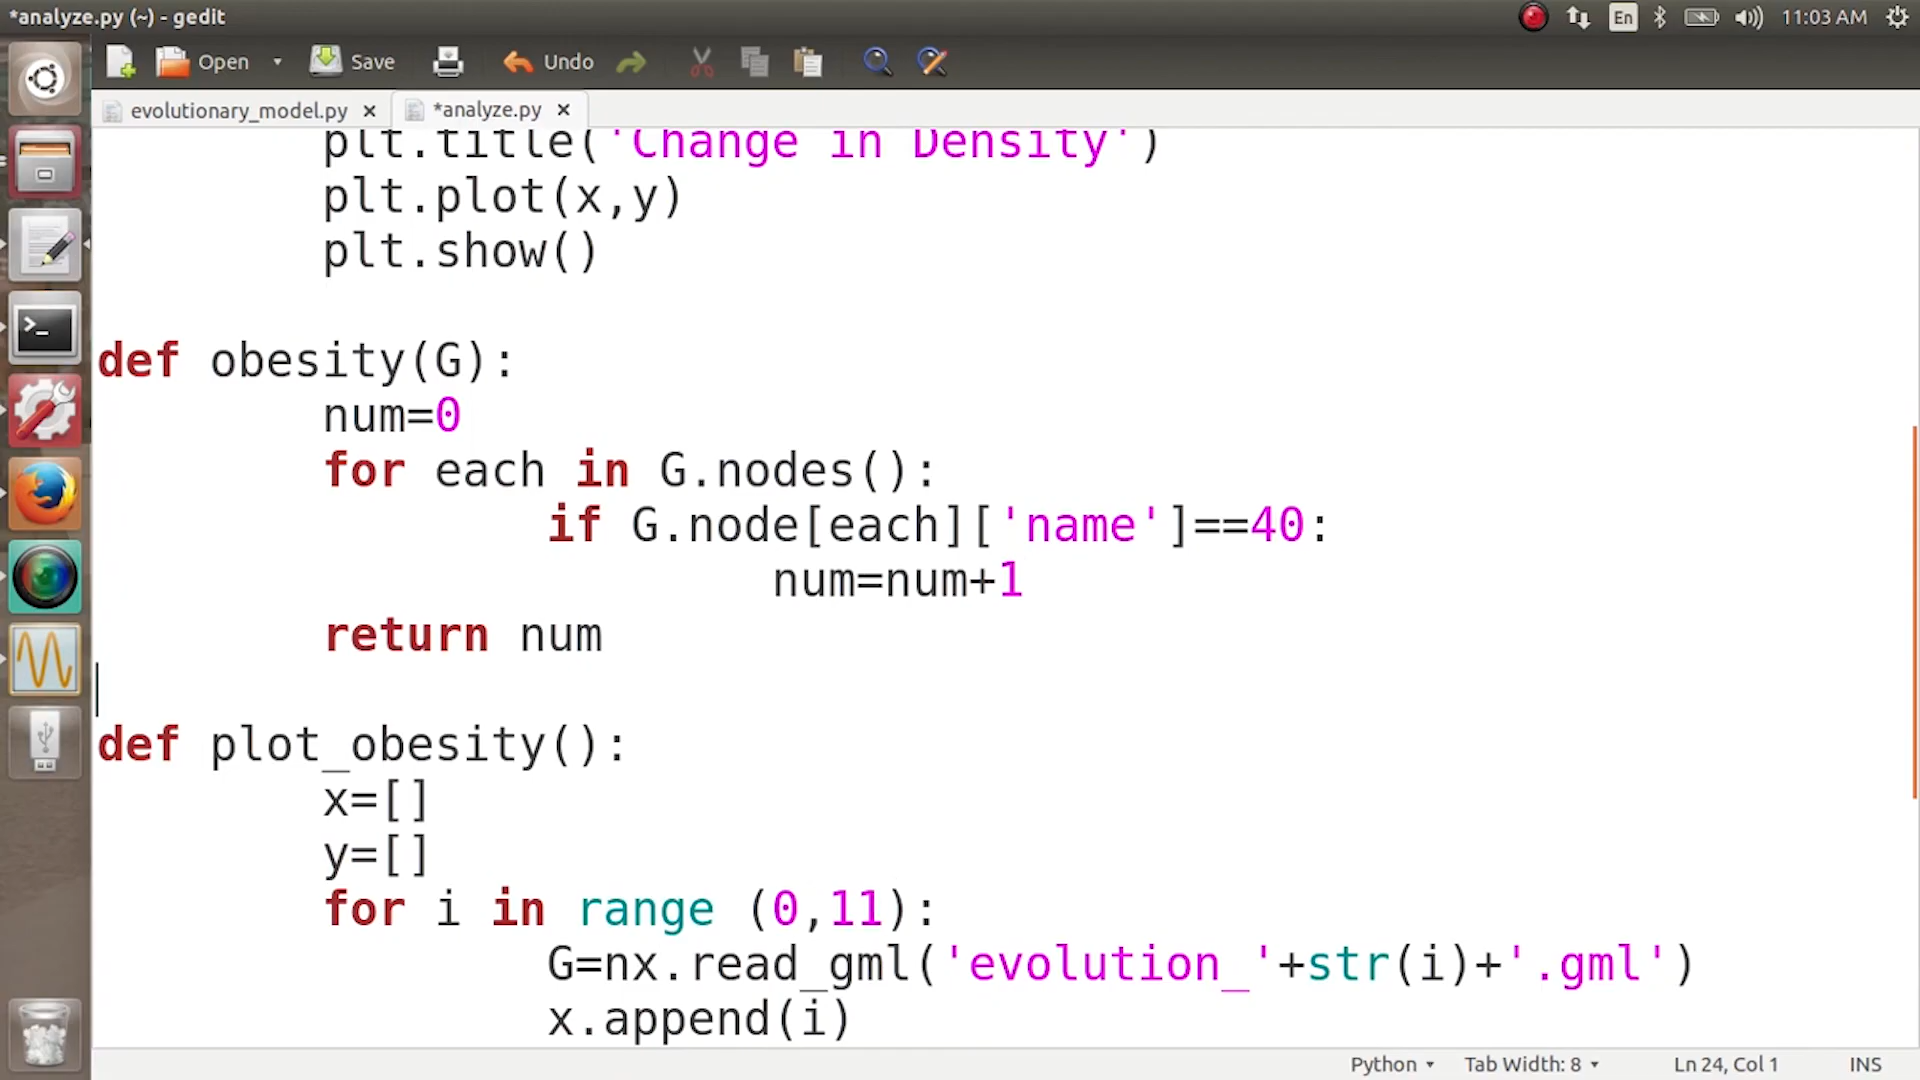 *analyze.py (~) - gedit
En
11:03 AM
Open
Save
Undo
evolutionary_model.py
*analyze.py
plt.title('Change in Density')
plt.plot(x,y)
plt.show()
def obesity(G):
num=0
for each in G.nodes():
if G.node[each]['name']==40:
num=num+1
return num
def plot_obesity():
x=[]
y=[]
for i in range (0,11):
G=nx.read_gml('evolution_'+str(i)+'.gml')
x.append(i)
Python
Tab Width: 8
Ln 24, Col 1
INS